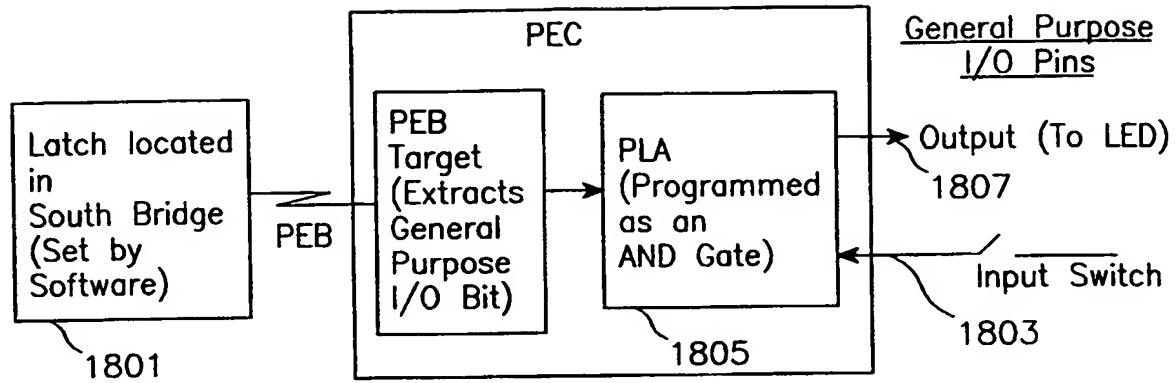 PEC
General Purpose
I/O Pins
Latch located
in
South Bridge
(Set by
Software)
1801
PEB
PEB
Target
(Extracts
General
Purpose
I/O Bit)
PLA
(Programmed
as an
AND Gate)
1805
Output (To LED)
1807
Input Switch
1803